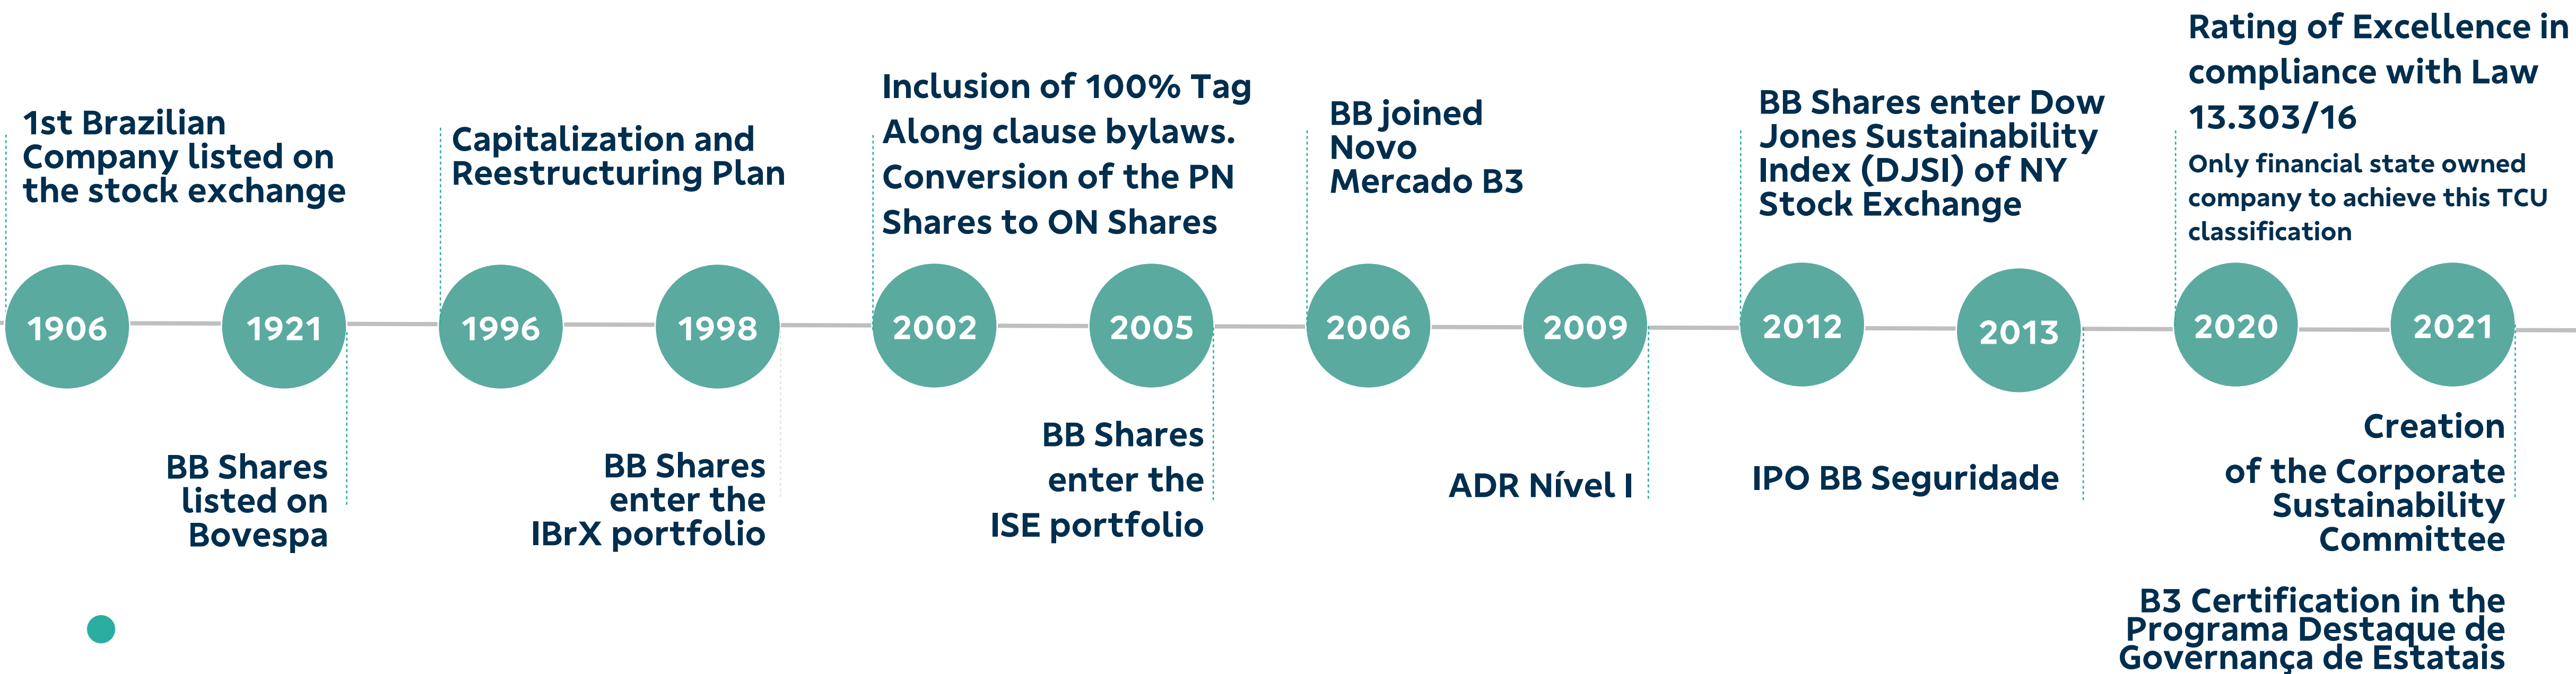 1st Brazilian
Company listed on
the stock exchange
1906
1921
BB Shares
listed on
Bovespa
Capitalization and
Reestructuring Plan
1996
1998
BB Shares
enter the
IBrX portfolio
Inclusion of 100% Tag
Along clause bylaws.
Conversion of the PN
Shares to ON Shares
2002
2005
BB Shares
enter the
ISE portfolio
BB joined
Novo
Mercado B3
2006
2009
ADR Nível I
BB Shares enter Dow
Jones Sustainability
Index (DJSI) of NY
Stock Exchange
2012
2013
IPO BB Seguridade
Rating of Excellence in
compliance with Law
13.303/16
Only financial state owned
company to achieve this TCU
classification
2020
2021
Creation
of the Corporate
Sustainability
Committee
B3 Certification in the
Programa Destaque de
Governança de Estatais